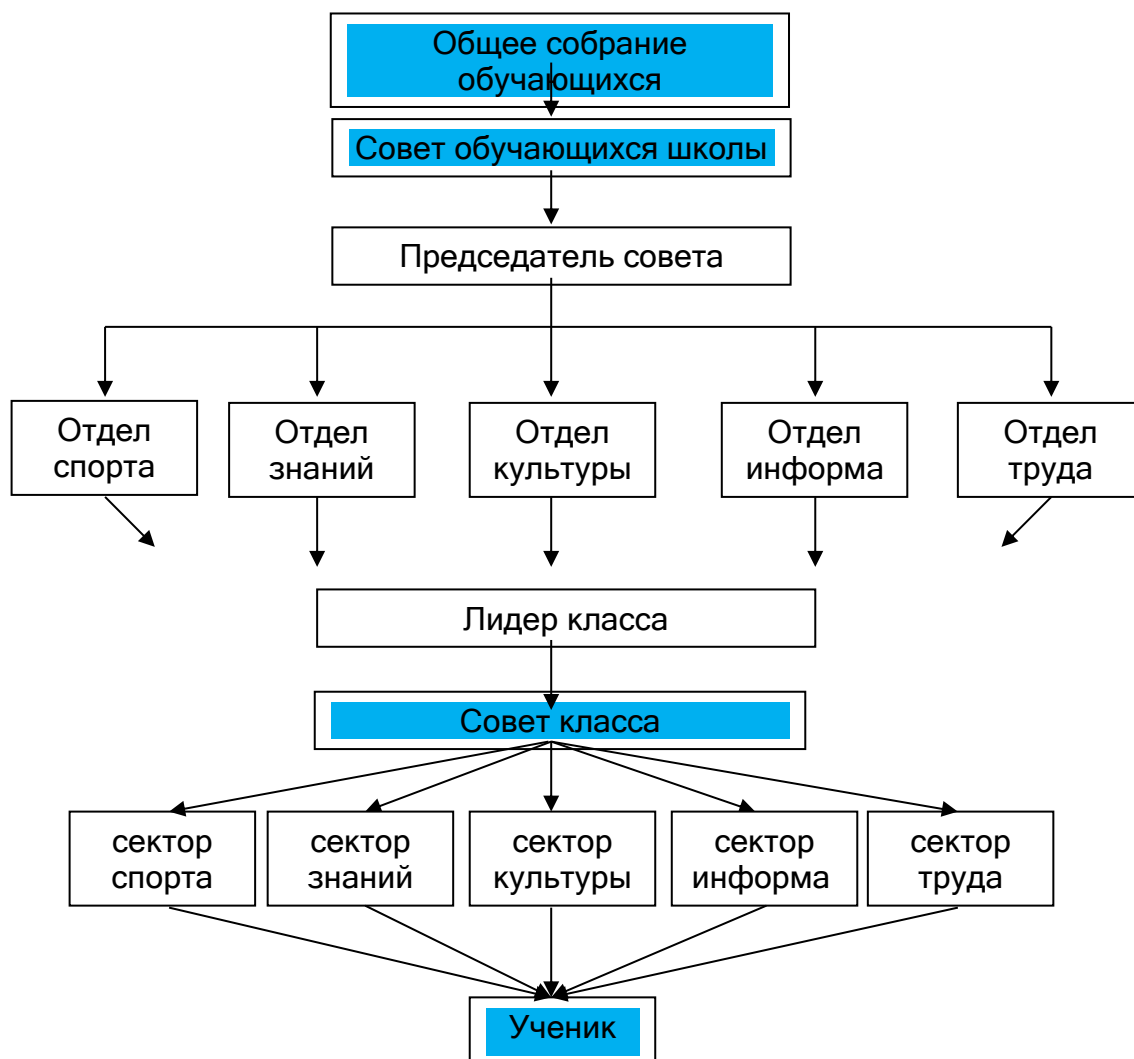 Общее собрание
обучающихся
Совет обучающихся школы
Председатель совета
Отдел
спорта
Отдел
знаний
Отдел
культуры
Отдел
информа
Отдел
труда
Лидер класса
Совет класса
сектор
спорта
сектор
знаний
сектор
культуры
сектор
информа
сектор
труда
Ученик